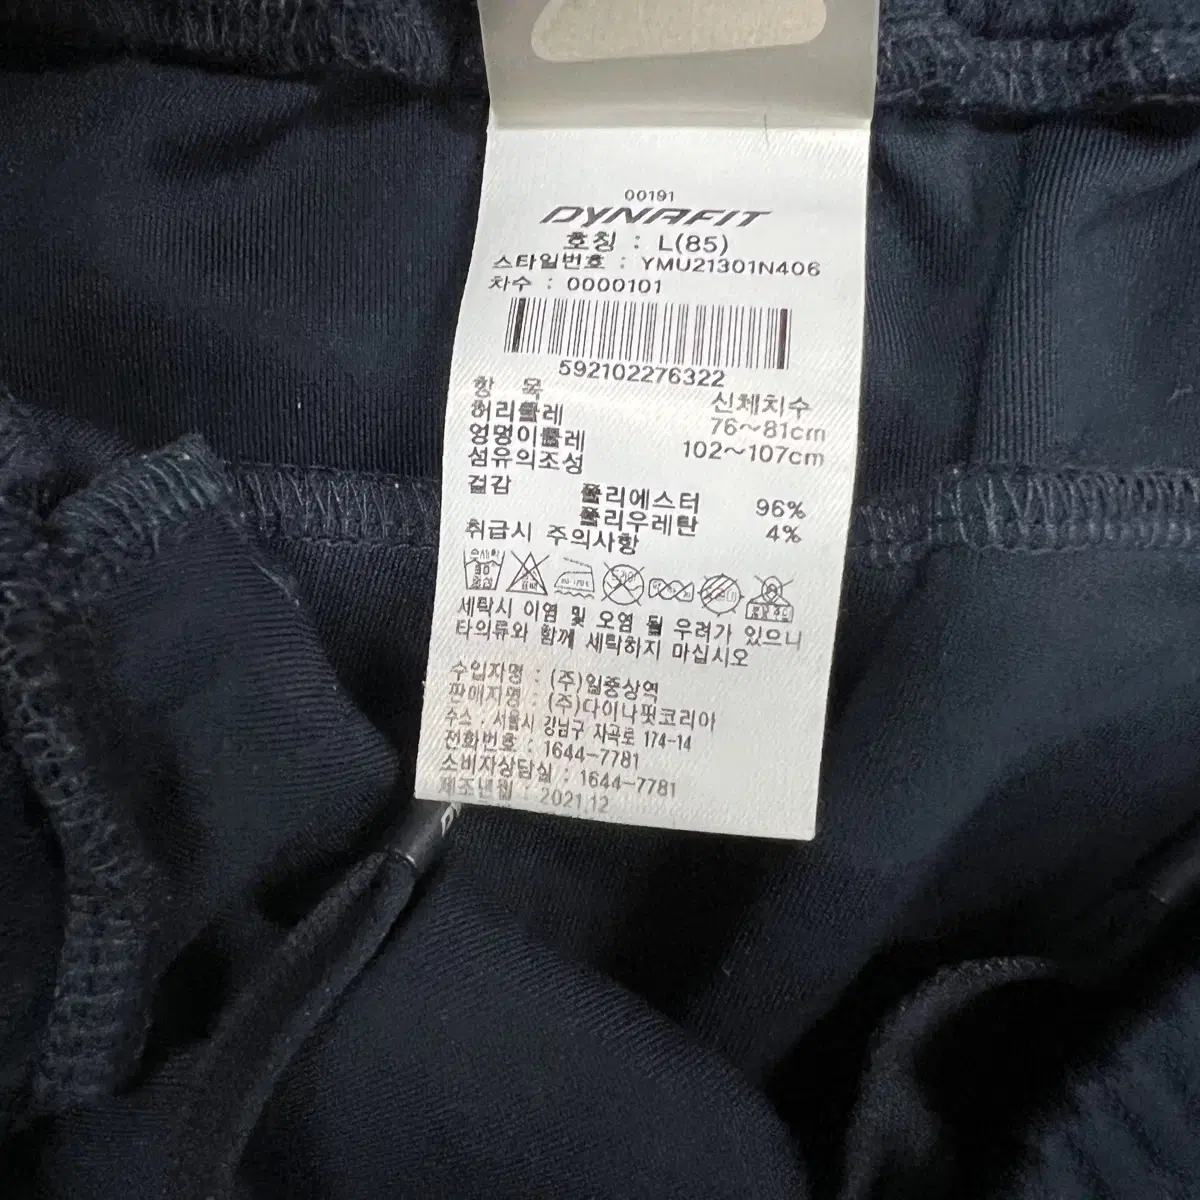 00191
DYNAFIT
호칭 : L(85)
스타일번호 : YMU21301N406
차수 : 0000101
592102276322
항 목 신체치수
허리둘레 76~81cm
엉덩이둘레 102~107cm
섬유의조성
겉감 폴리에스터 96%
폴리우레탄 4%
취급시 주의사항
세탁시 이염 및 오염 될 우려가 있으니
타의류와 함께 세탁하지 마십시오
수입자명 : (주)일중상역
판매자명 : (주)다이나핏코리아
주소 : 서울시 강남구 자곡로 174-14
전화번호 : 1644-7781
소비자상담실 : 1644-7781
제조년월 : 2021.12